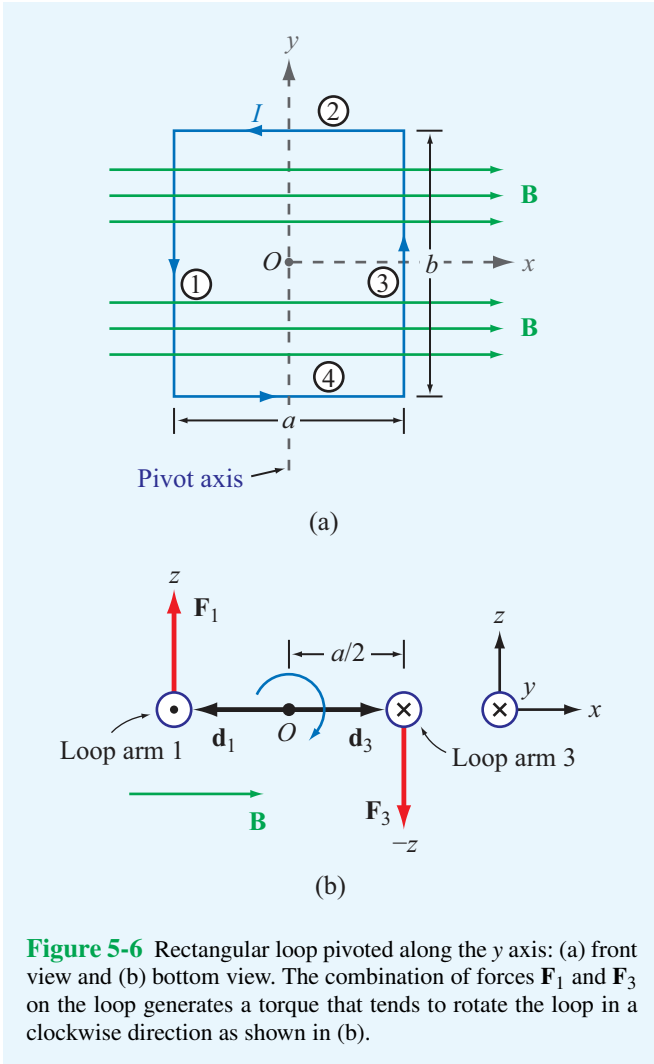 y
I
②
B
O
x
①
③
b
B
④
a
Pivot axis
(a)
z
F₁
a/2
z
y
x
d₁
O
d₃
Loop arm 1
Loop arm 3
B
F₃
−z
(b)
Figure 5-6 Rectangular loop pivoted along the y axis: (a) front
view and (b) bottom view. The combination of forces F₁ and F₃
on the loop generates a torque that tends to rotate the loop in a
clockwise direction as shown in (b).